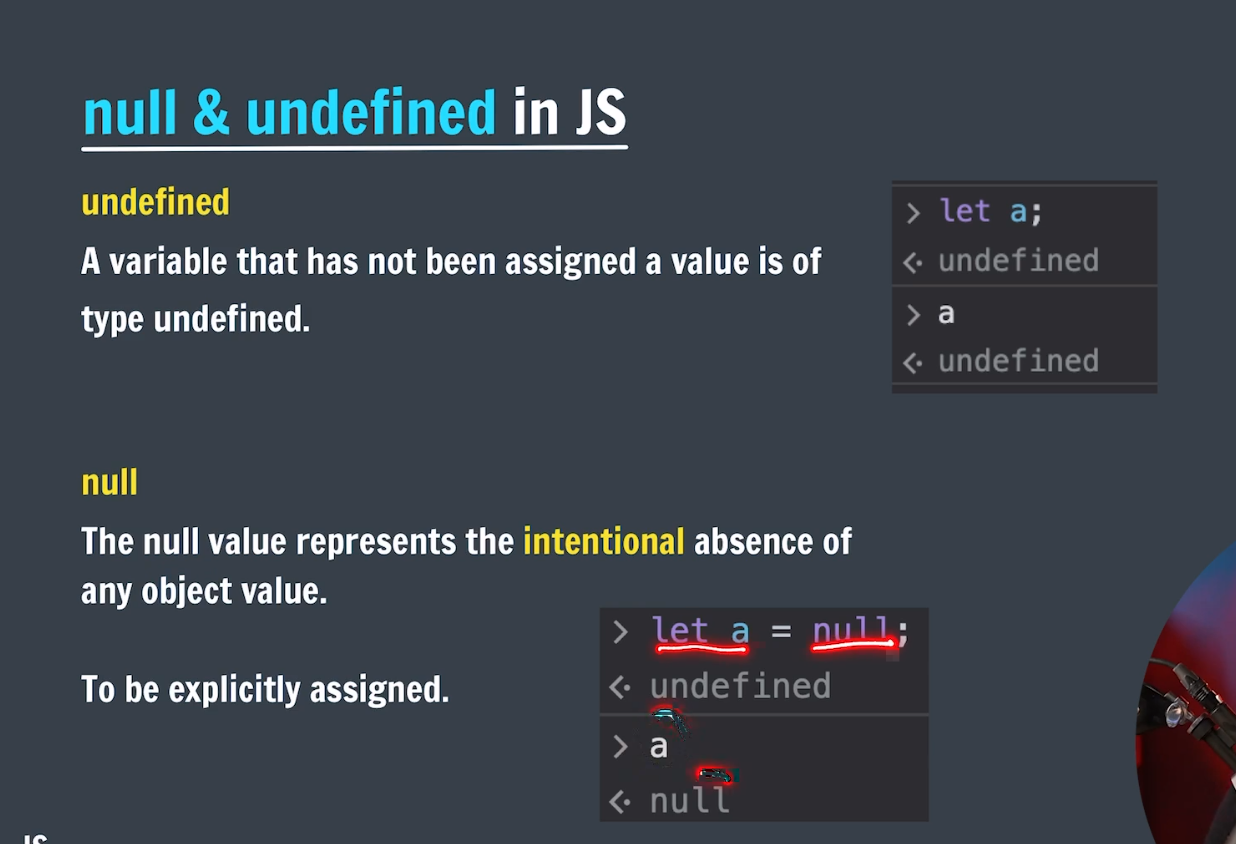 null & undefined in JS
undefined
A variable that has not been assigned a value is of
type undefined.
> let a;
<· undefined
> a
<· undefined
null
The null value represents the intentional absence of
any object value.
To be explicitly assigned.
> let a = null;
<· undefined
> a
<· null
JS